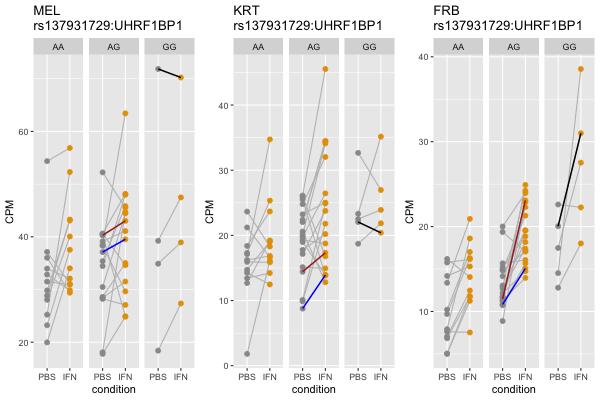 MEL
rs137931729:UHRF1BP1
AA AG GG
CPM
60
40
20
PBS IFN PBS IFN PBS IFN
condition
KRT
rs137931729:UHRF1BP1
AA AG GG
CPM
40
30
20
10
0
PBS IFN PBS IFN PBS IFN
condition
FRB
rs137931729:UHRF1BP1
AA AG GG
CPM
40
30
20
10
PBS IFN PBS IFN PBS IFN
condition